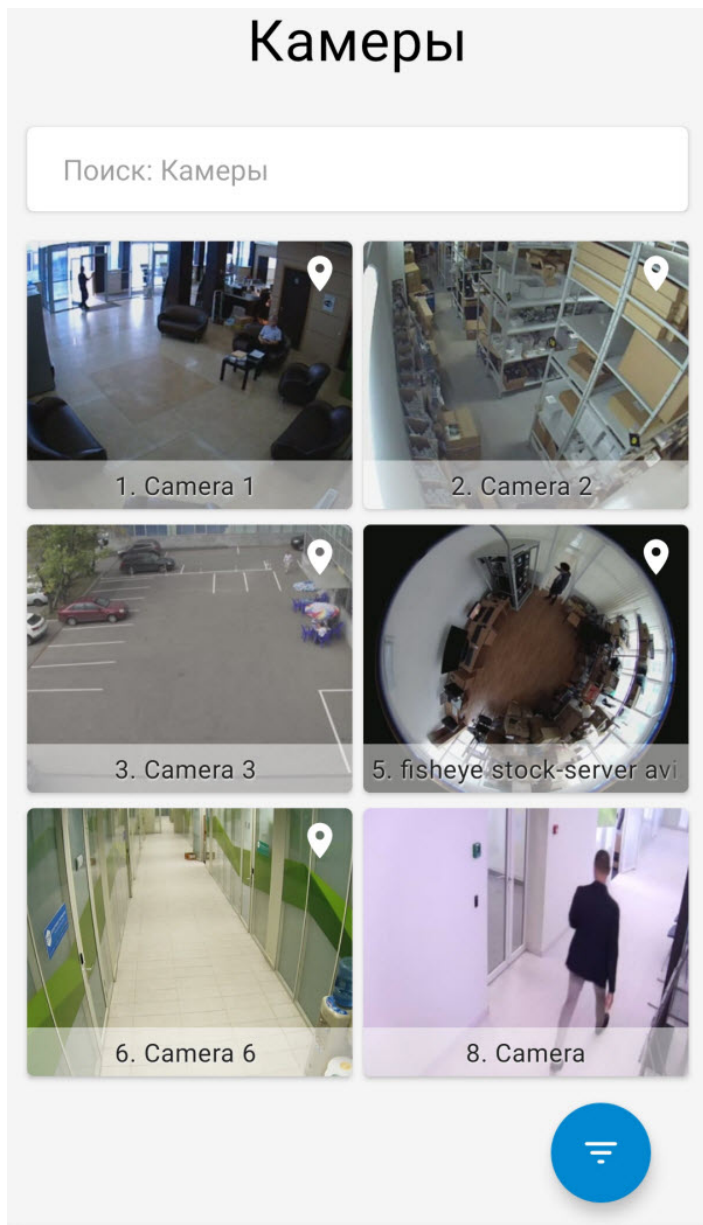 Камеры
Поиск: Камеры
1. Camera 1
2. Camera 2
3. Camera 3
5. fisheye stock-server avi
6. Camera 6
8. Camera